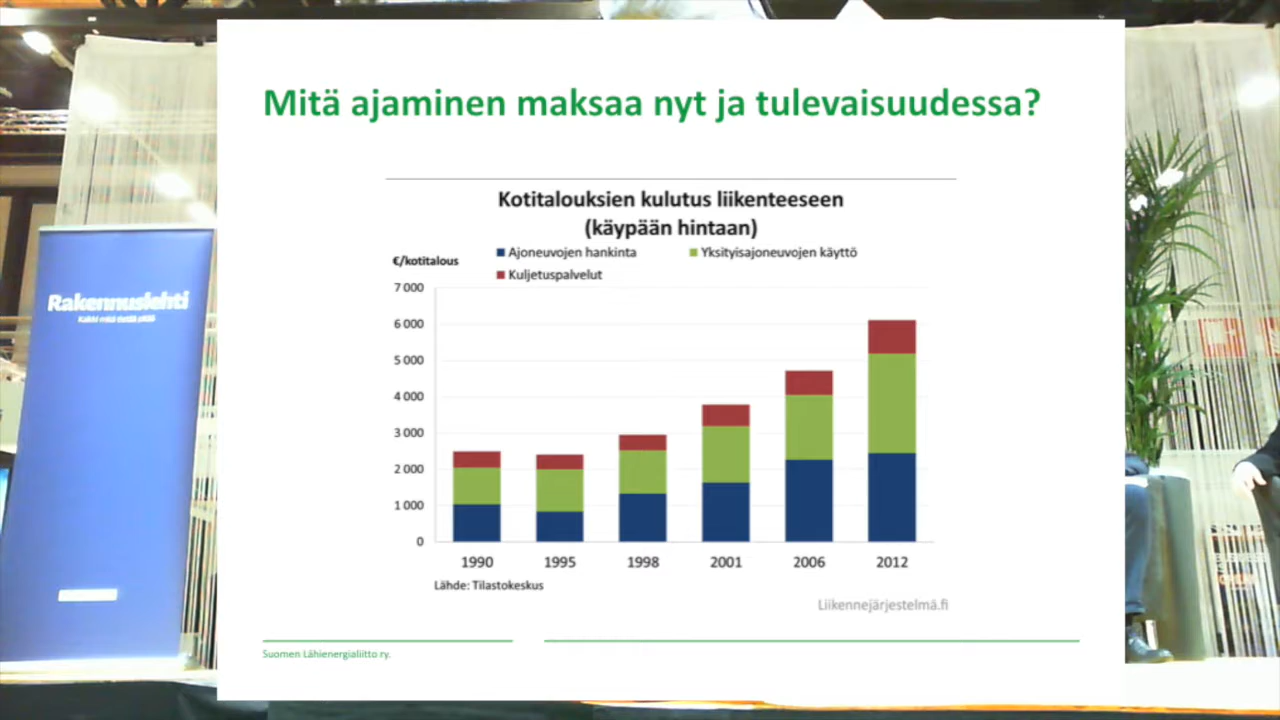 Mitä ajaminen maksaa nyt ja tulevaisuudessa?
Kotitalouksien kulutus liikenteeseen
(käypään hintaan)
€/kotitalous
Ajoneuvojen hankinta
Yksityisajoneuvojen käyttö
Kuljetuspalvelut
7 000
6 000
5 000
4 000
3 000
2 000
1 000
0
1990 1995 1998 2001 2006 2012
Lähde: Tilastokeskus
Liikennejärjestelmä.fi
Suomen Lähienergialiitto ry.
Rakennuslehti